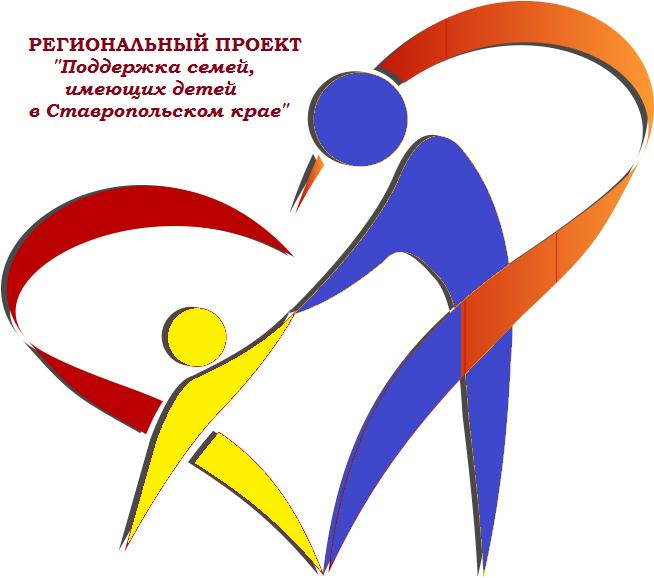 РЕГИОНАЛЬНЫЙ ПРОЕКТ
"Поддержка семей,
имеющих детей
в Ставропольском крае"